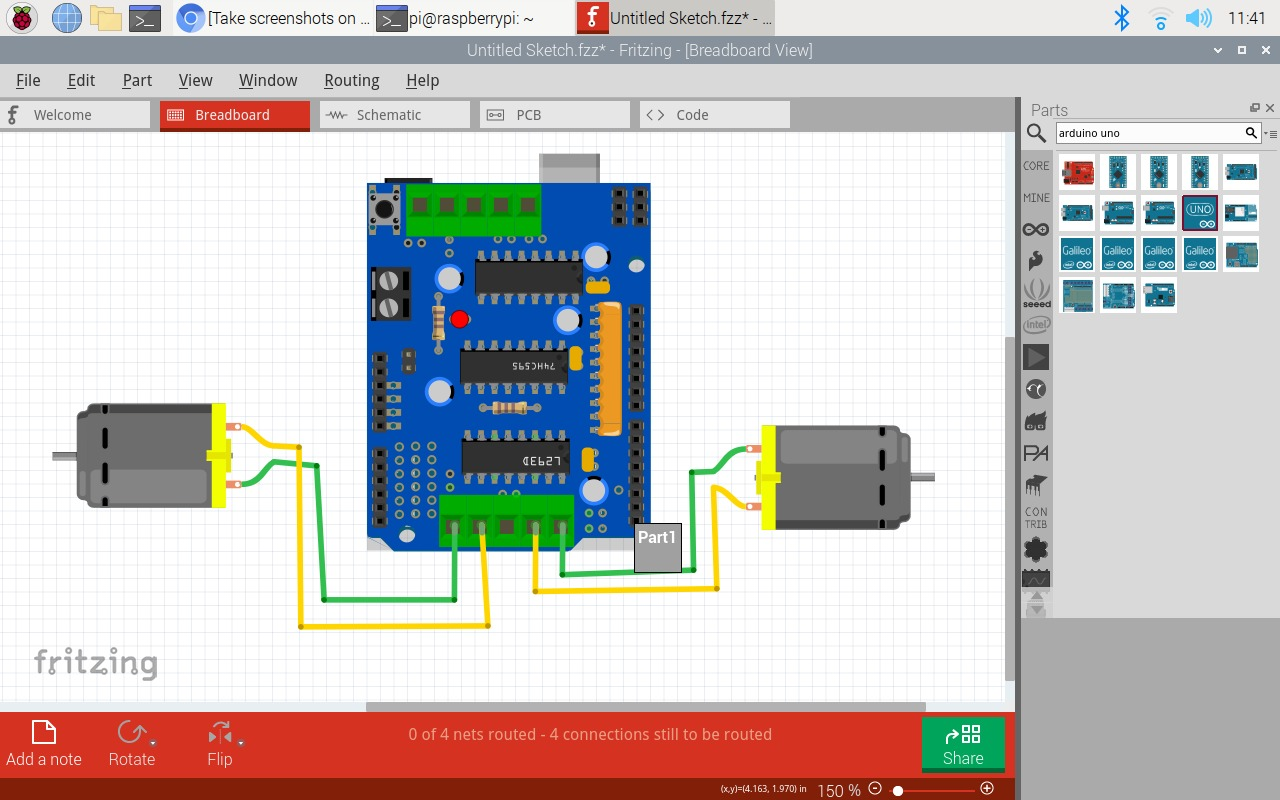 [Take screenshots on ...
pi@raspberrypi: ~
Untitled Sketch.fzz* - ...
11:41
Untitled Sketch.fzz* - Fritzing - [Breadboard View]
File Edit Part View Window Routing Help
Welcome
Breadboard
Schematic
PCB
Code
Parts
arduino uno
CORE
MINE
seeed
intel
PA
CON
TRIB
UNO
Galileo Galileo Galileo Galileo
74HC595
L293D
Part1
fritzing
Add a note
Rotate
Flip
0 of 4 nets routed - 4 connections still to be routed
Share
(x,y)=(4.163, 1.970) in
150 %